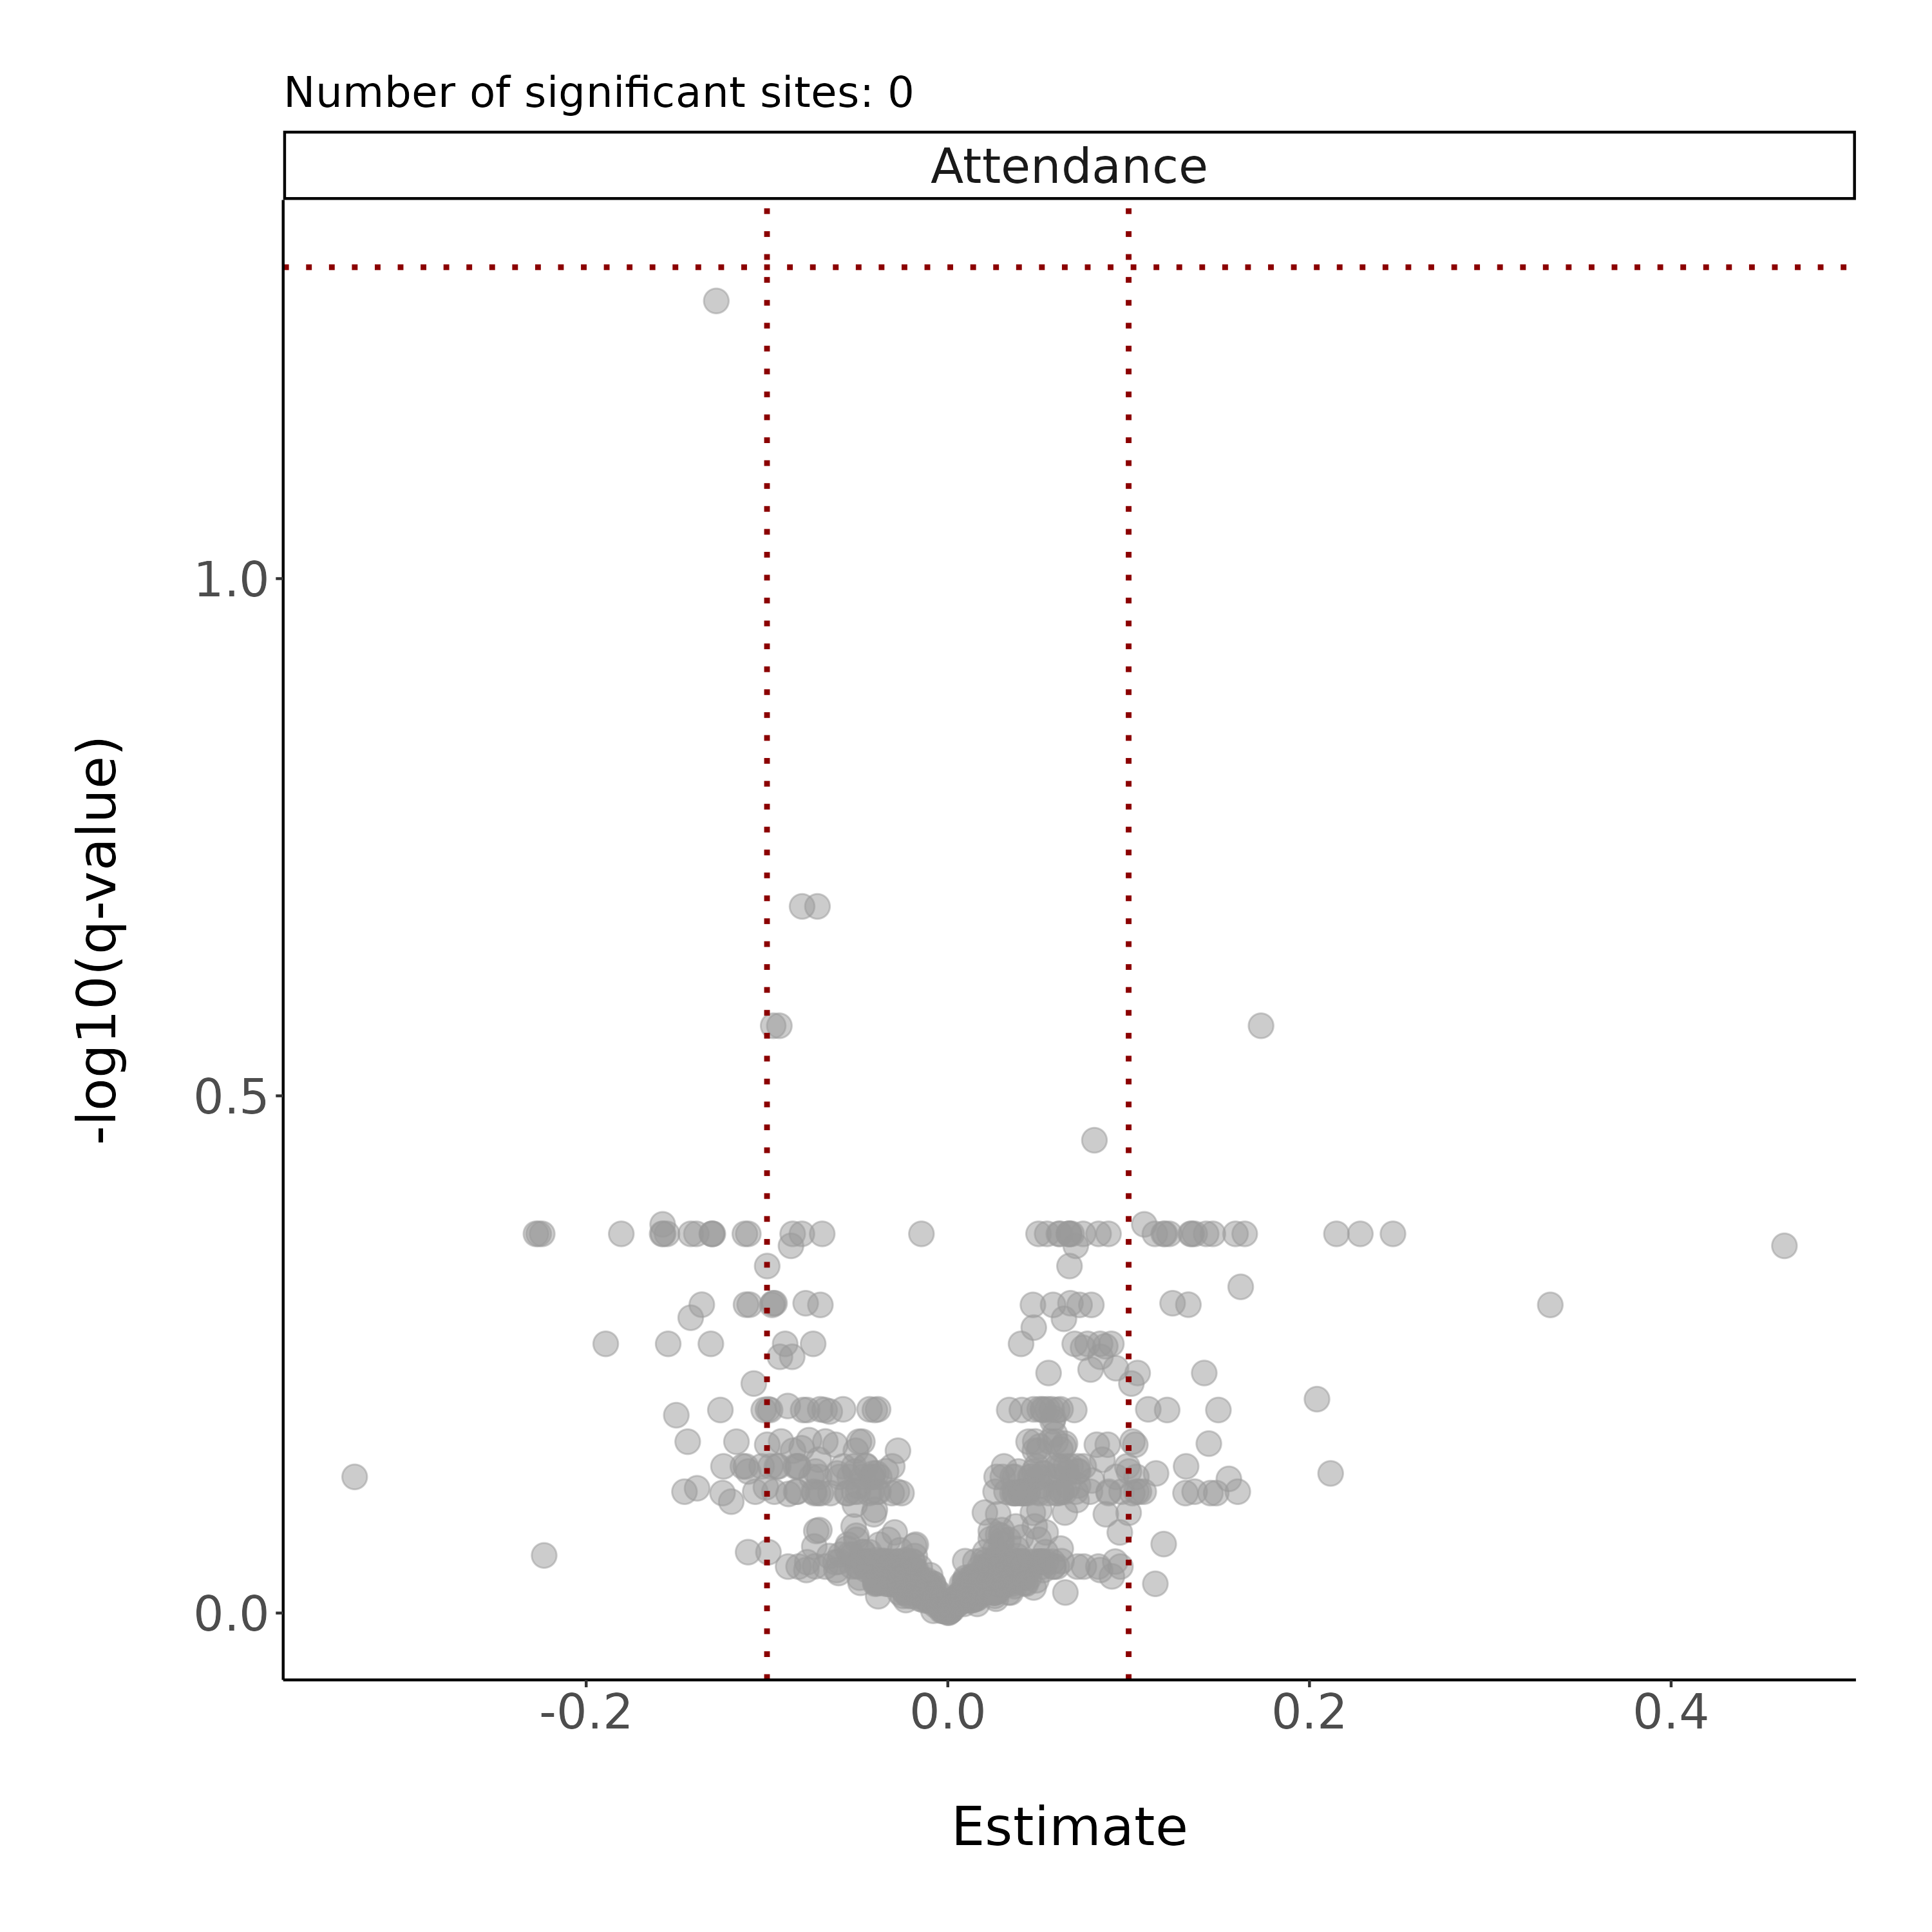 Number of significant sites: 0
Attendance
-log10(q-value)
1.0
0.5
0.0
-0.2 0.0 0.2 0.4
Estimate